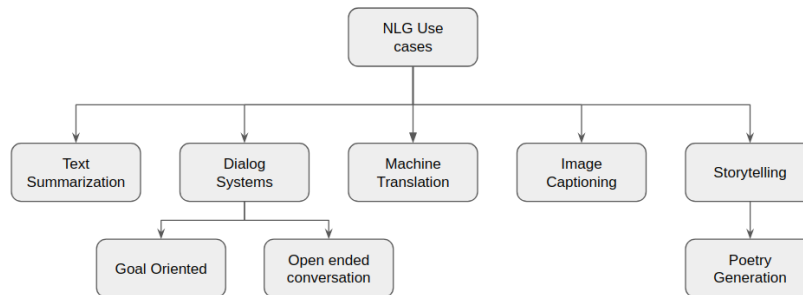 NLG Use
cases
Text
Summarization
Dialog
Systems
Machine
Translation
Image
Captioning
Storytelling
Goal Oriented
Open ended
conversation
Poetry
Generation